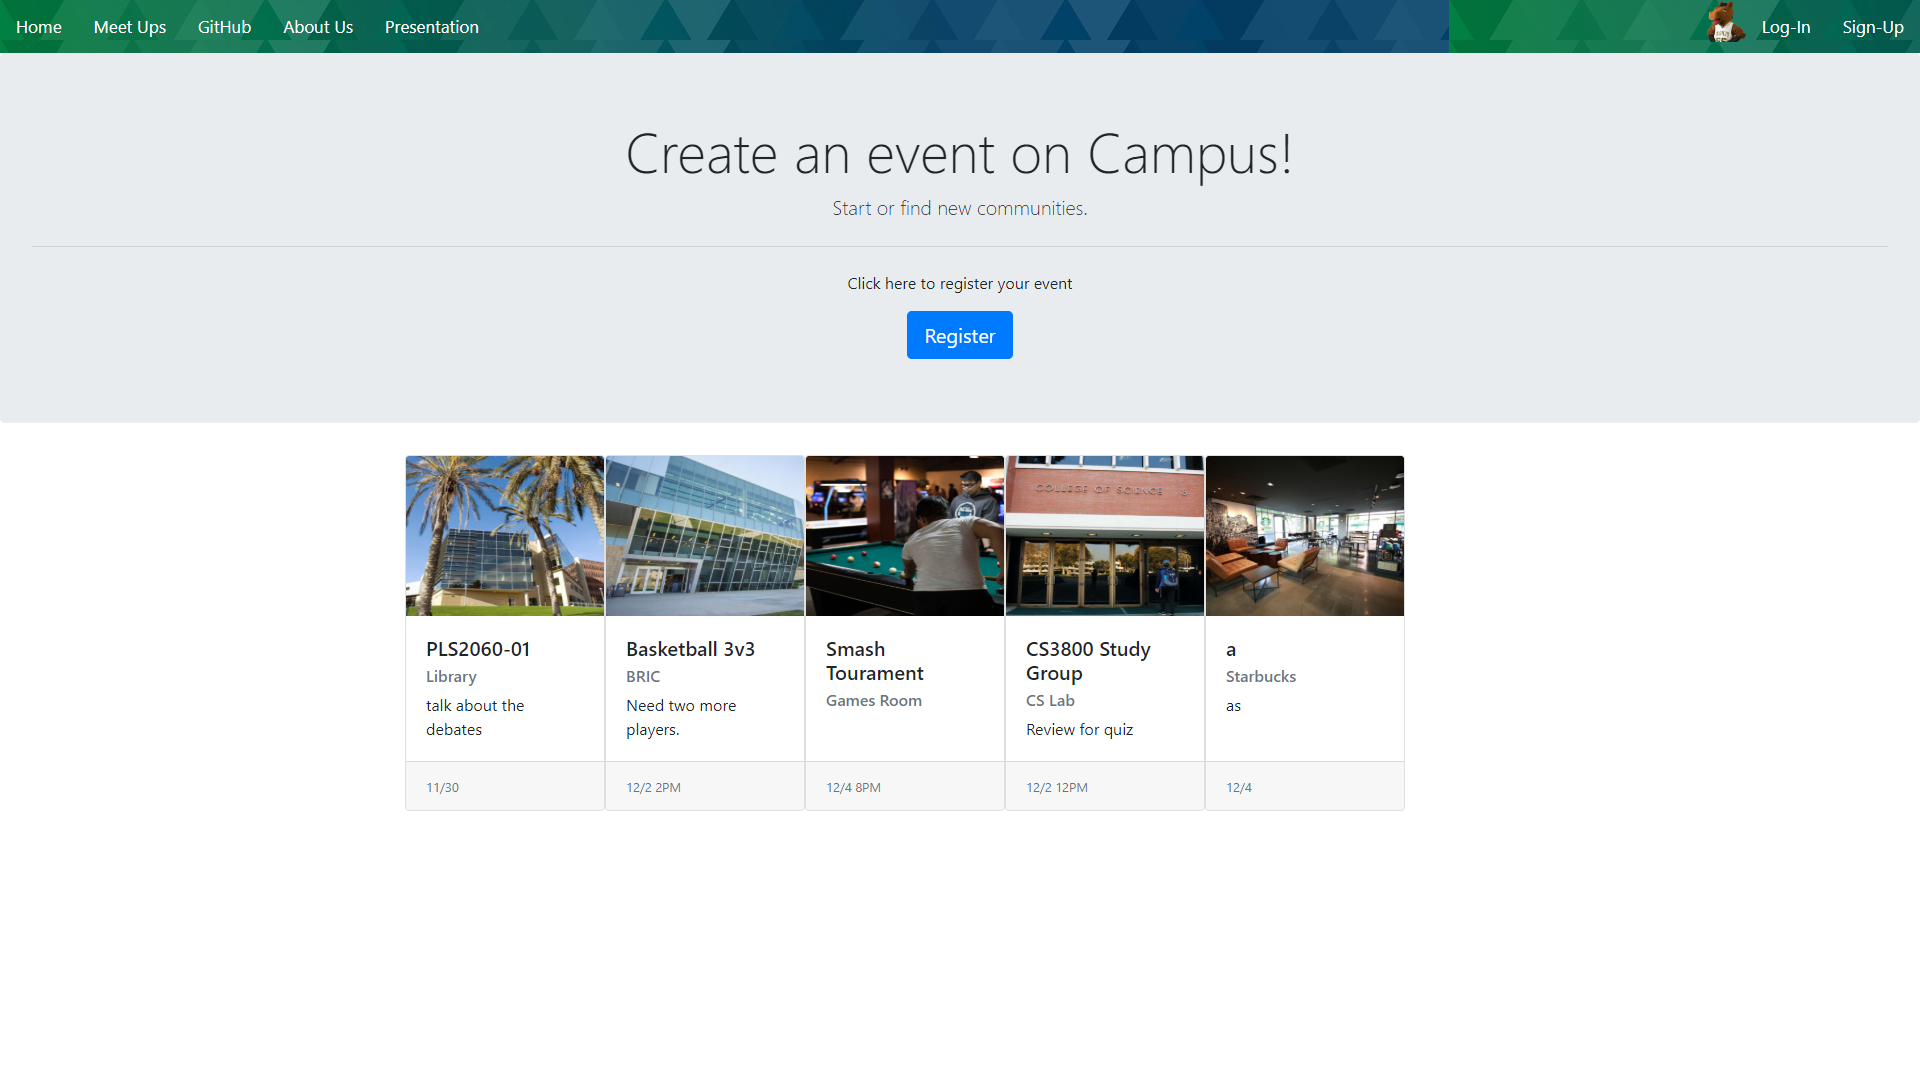 Home Meet Ups GitHub About Us Presentation Log-In Sign-Up
Create an event on Campus!
Start or find new communities.
Click here to register your event
Register
COLLEGE OF SCIENCE
PLS2060-01
Library
talk about the
debates
11/30
Basketball 3v3
BRIC
Need two more
players.
12/2 2PM
Smash
Tourament
Games Room
12/4 8PM
CS3800 Study
Group
CS Lab
Review for quiz
12/2 12PM
a
Starbucks
as
12/4